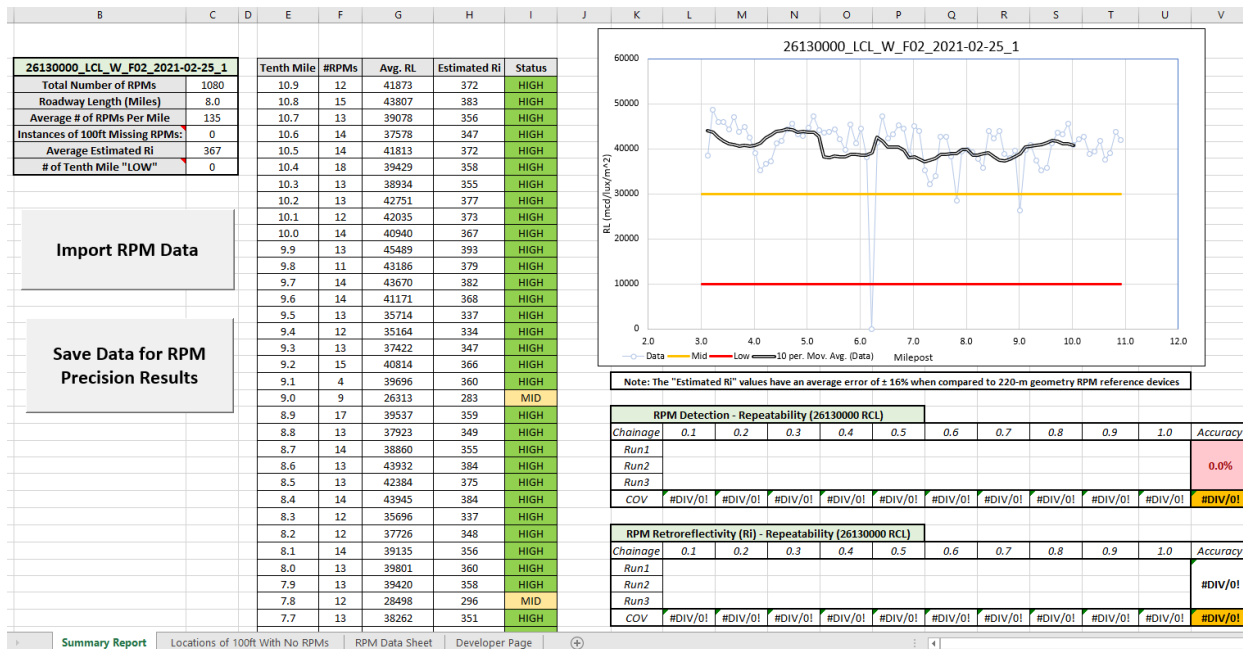 B C D E F G H I J K L M N O P Q R S T U V
26130000_LCL_W_F02_2021-02-25_1
Total Number of RPMs 1080
Roadway Length (Miles) 8.0
Average # of RPMs Per Mile 135
Instances of 100ft Missing RPMs: 0
Average Estimated Ri 367
# of Tenth Mile "LOW" 0
Import RPM Data
Save Data for RPM
Precision Results
Tenth Mile #RPMs Avg. RL Estimated Ri Status
10.9 12 41873 372 HIGH
10.8 15 43807 383 HIGH
10.7 13 39078 356 HIGH
10.6 14 37578 347 HIGH
10.5 14 41813 372 HIGH
10.4 18 39429 358 HIGH
10.3 13 38934 355 HIGH
10.2 13 42751 377 HIGH
10.1 12 42035 373 HIGH
10.0 14 40940 367 HIGH
9.9 13 45489 393 HIGH
9.8 11 43186 379 HIGH
9.7 14 43670 382 HIGH
9.6 14 41171 368 HIGH
9.5 13 35714 337 HIGH
9.4 12 35164 334 HIGH
9.3 13 37422 347 HIGH
9.2 15 40814 366 HIGH
9.1 4 39696 360 HIGH
9.0 9 26313 283 MID
8.9 17 39537 359 HIGH
8.8 13 37923 349 HIGH
8.7 14 38860 355 HIGH
8.6 13 43932 384 HIGH
8.5 13 42384 375 HIGH
8.4 14 43945 384 HIGH
8.3 12 35696 337 HIGH
8.2 12 37726 348 HIGH
8.1 14 39135 356 HIGH
8.0 13 39801 360 HIGH
7.9 13 39420 358 HIGH
7.8 12 28498 296 MID
7.7 13 38262 351 HIGH
26130000_LCL_W_F02_2021-02-25_1
RL (mcd/lux/m^2)
60000
50000
40000
30000
20000
10000
0
2.0 3.0 4.0 5.0 6.0 7.0 8.0 9.0 10.0 11.0 12.0
Data Mid Low 10 per. Mov. Avg. (Data) Milepost
Note: The "Estimated Ri" values have an average error of ± 16% when compared to 220-m geometry RPM reference devices
RPM Detection - Repeatability (26130000 RCL)
Chainage 0.1 0.2 0.3 0.4 0.5 0.6 0.7 0.8 0.9 1.0 Accuracy
Run1
Run2 0.0%
Run3
COV #DIV/0! #DIV/0! #DIV/0! #DIV/0! #DIV/0! #DIV/0! #DIV/0! #DIV/0! #DIV/0! #DIV/0! #DIV/0!
RPM Retroreflectivity (Ri) - Repeatability (26130000 RCL)
Chainage 0.1 0.2 0.3 0.4 0.5 0.6 0.7 0.8 0.9 1.0 Accuracy
Run1
Run2 #DIV/0!
Run3
COV #DIV/0! #DIV/0! #DIV/0! #DIV/0! #DIV/0! #DIV/0! #DIV/0! #DIV/0! #DIV/0! #DIV/0! #DIV/0!
Summary Report Locations of 100ft With No RPMs RPM Data Sheet Developer Page